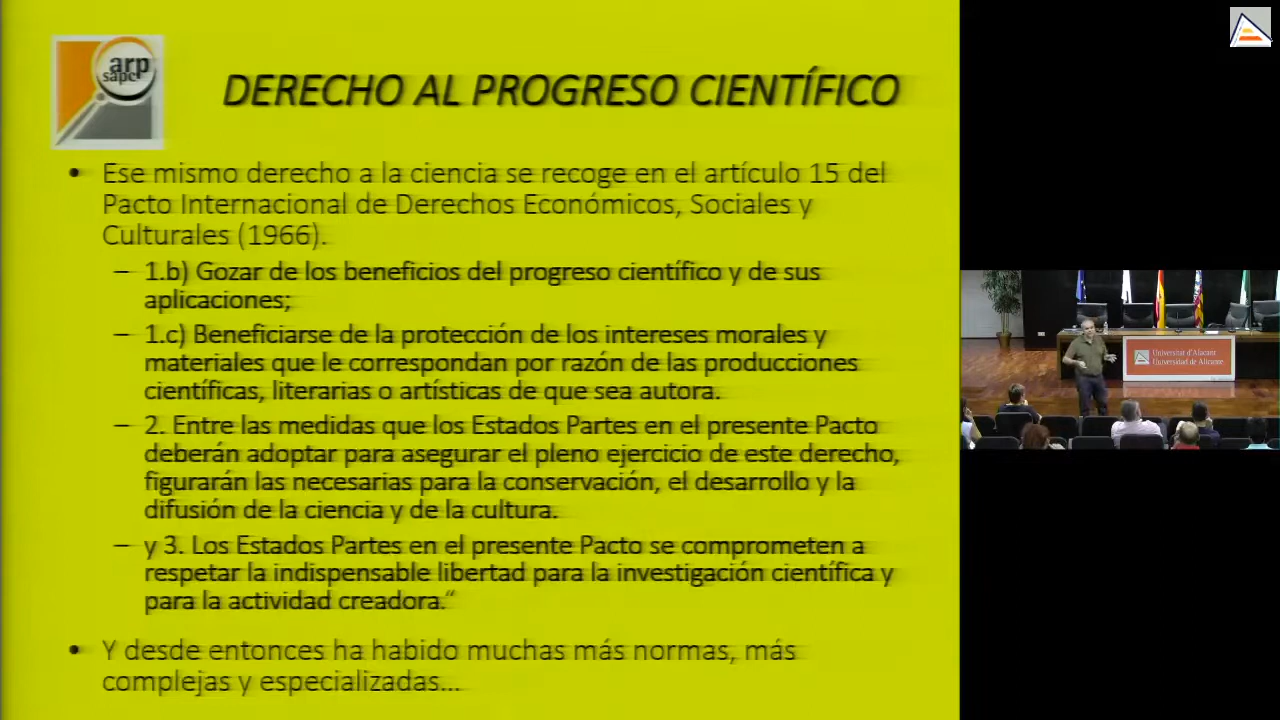 arp
sapc
DERECHO AL PROGRESO CIENTÍFICO
• Ese mismo derecho a la ciencia se recoge en el artículo 15 del
Pacto Internacional de Derechos Económicos, Sociales y
Culturales (1966).
– 1.b) Gozar de los beneficios del progreso científico y de sus
aplicaciones;
– 1.c) Beneficiarse de la protección de los intereses morales y
materiales que le correspondan por razón de las producciones
científicas, literarias o artísticas de que sea autora.
– 2. Entre las medidas que los Estados Partes en el presente Pacto
deberán adoptar para asegurar el pleno ejercicio de este derecho,
figurarán las necesarias para la conservación, el desarrollo y la
difusión de la ciencia y de la cultura.
– y 3. Los Estados Partes en el presente Pacto se comprometen a
respetar la indispensable libertad para la investigación científica y
para la actividad creadora.“
• Y desde entonces ha habido muchas más normas, más
complejas y especializadas...
Universitat d'Alacant
Universidad de Alicante